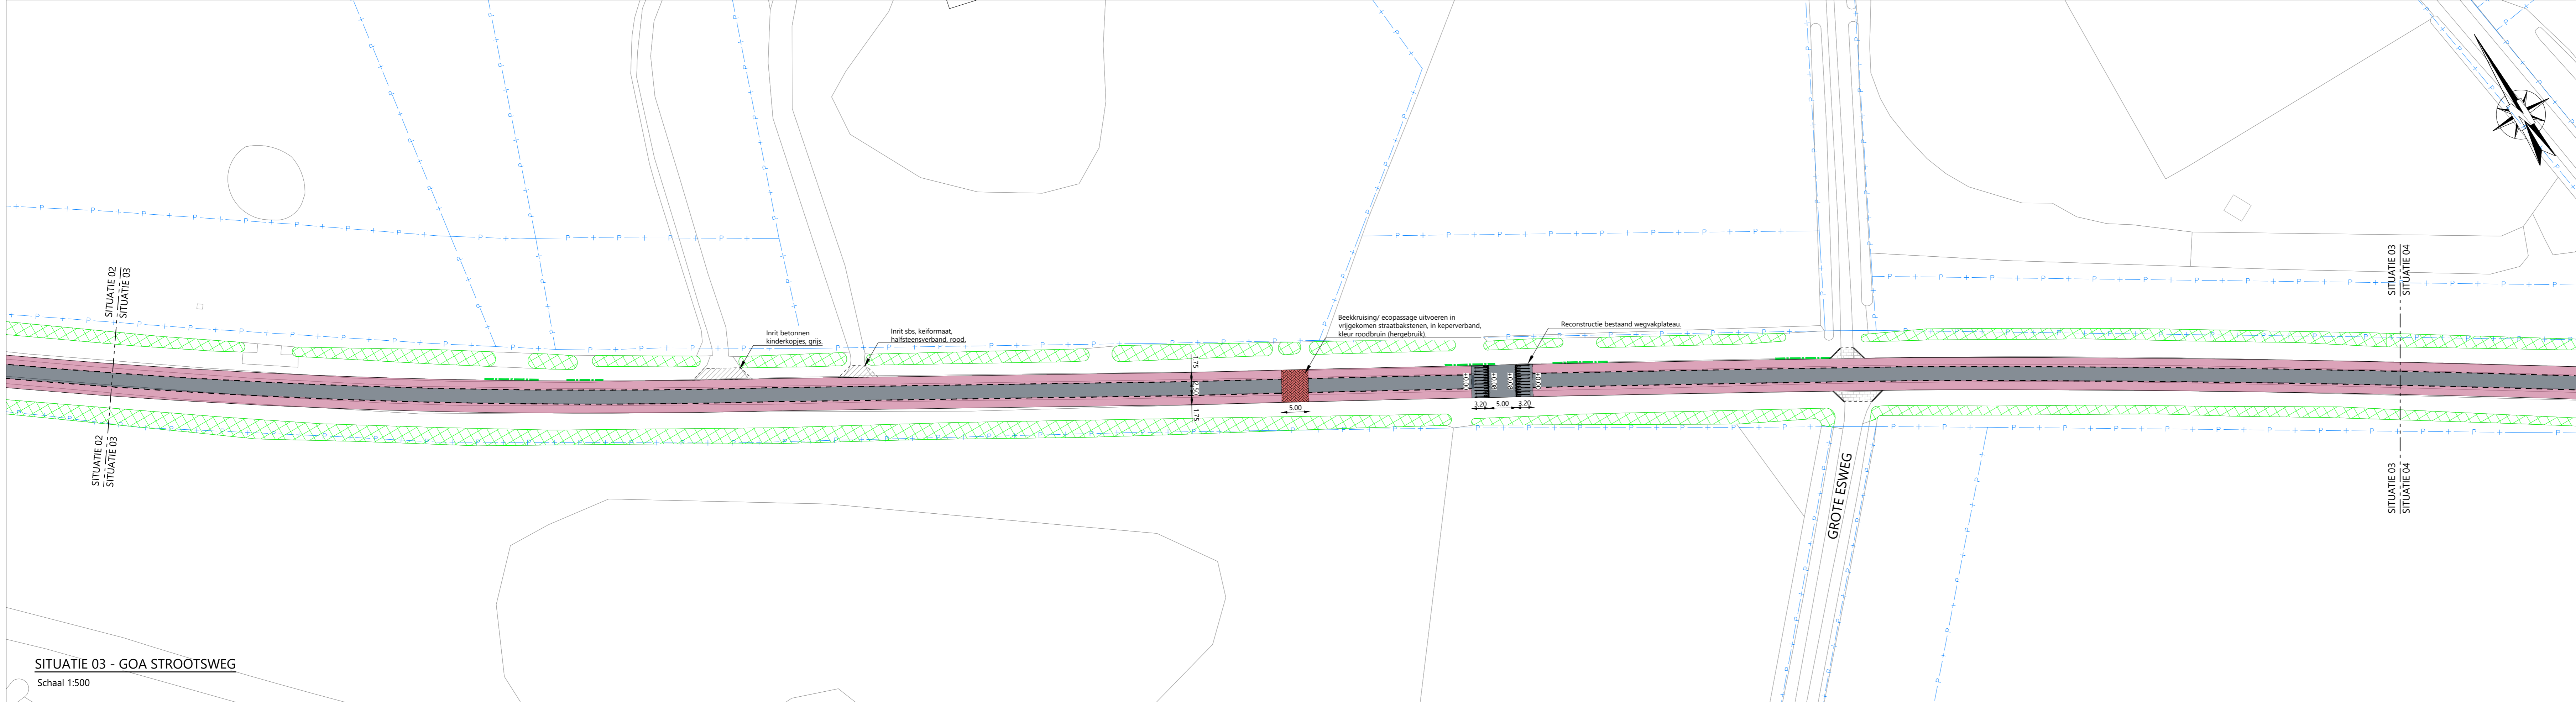 SITUATIE 02
SITUATIE 03
SITUATIE 02
SITUATIE 03
Inrit betonnen
kinderkopjes, grijs.
Inrit sbs, keiformaat,
halfsteensverband, rood.
Beekkruising/ ecopassage uitvoeren in
vrijgekomen straatbakstenen, in keperverband,
kleur roodbruin (hergebruik).
Reconstructie bestaand wegvakplateau.
1.75
1.75
5.00
3.20
5.00
3.20
GROTE ESWEG
SITUATIE 03
SITUATIE 04
SITUATIE 03
SITUATIE 04
SITUATIE 03 - GOA STROOTSWEG
Schaal 1:500